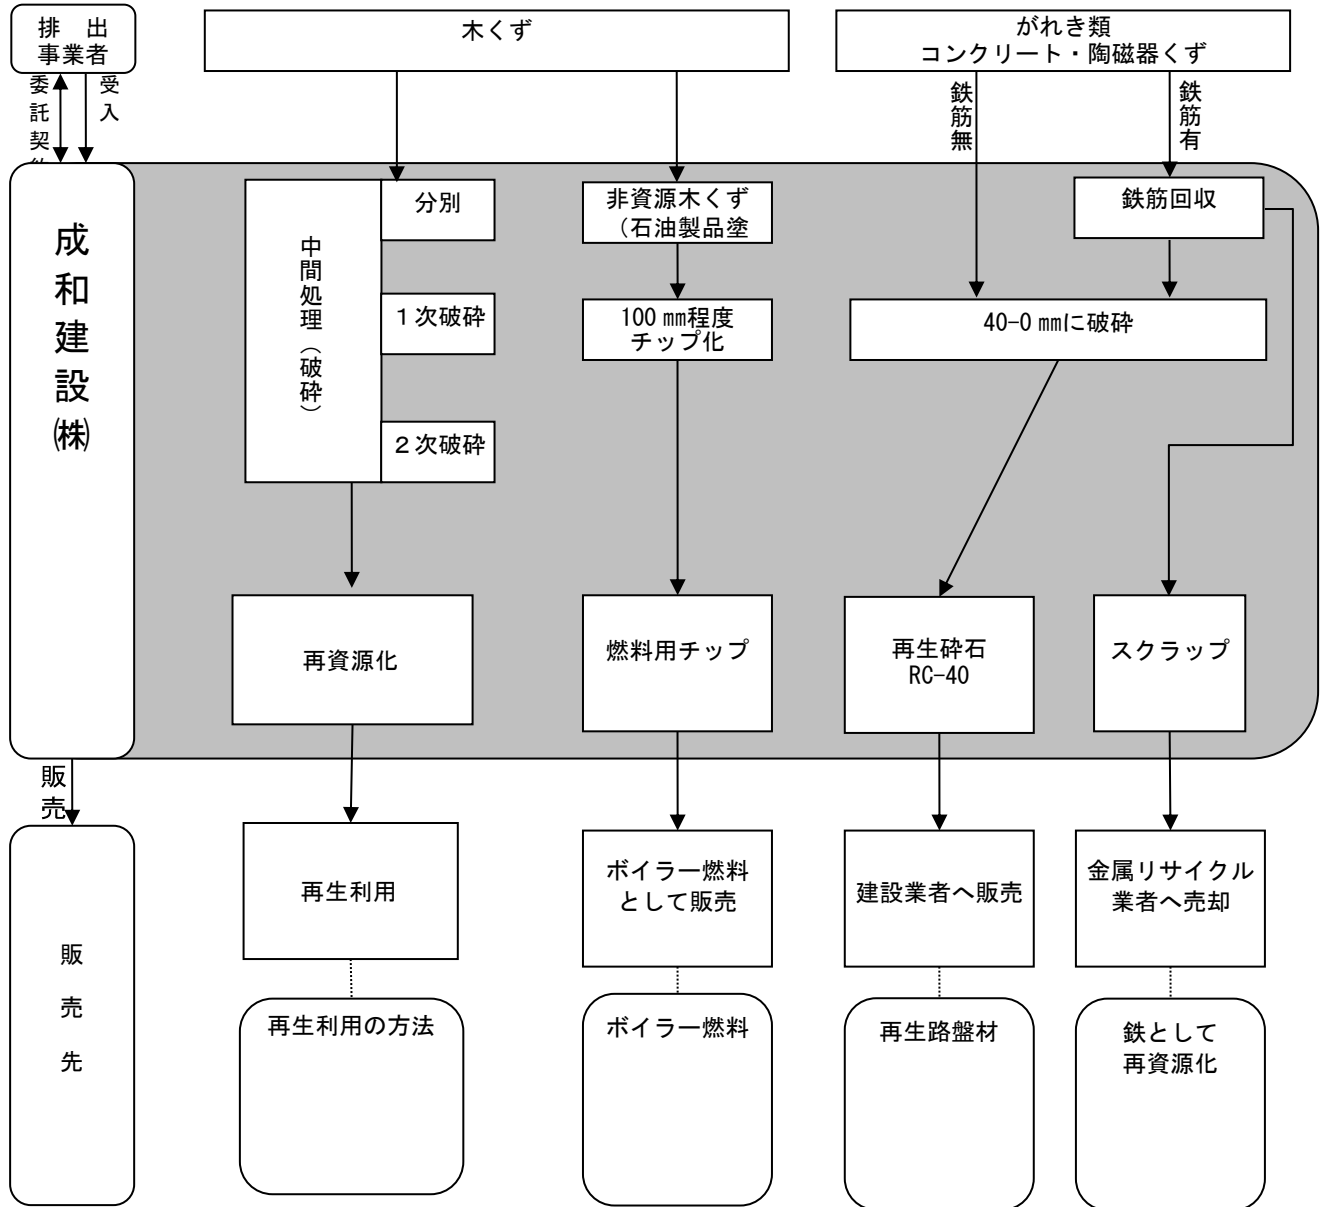 排　出
事業者
木くず
がれき類
コンクリート・陶磁器くず
委託契
受入
鉄筋無
鉄筋有
成和建設㈱
中間処理（破砕）
分別
１次破砕
２次破砕
非資源木くず
（石油製品塗
100㎜程度
チップ化
鉄筋回収
40-0㎜に破砕
再資源化
燃料用チップ
再生砕石
RC-40
スクラップ
販売
販売先
再生利用
ボイラー燃料
として販売
建設業者へ販売
金属リサイクル
業者へ売却
再生利用の方法
ボイラー燃料
再生路盤材
鉄として
再資源化